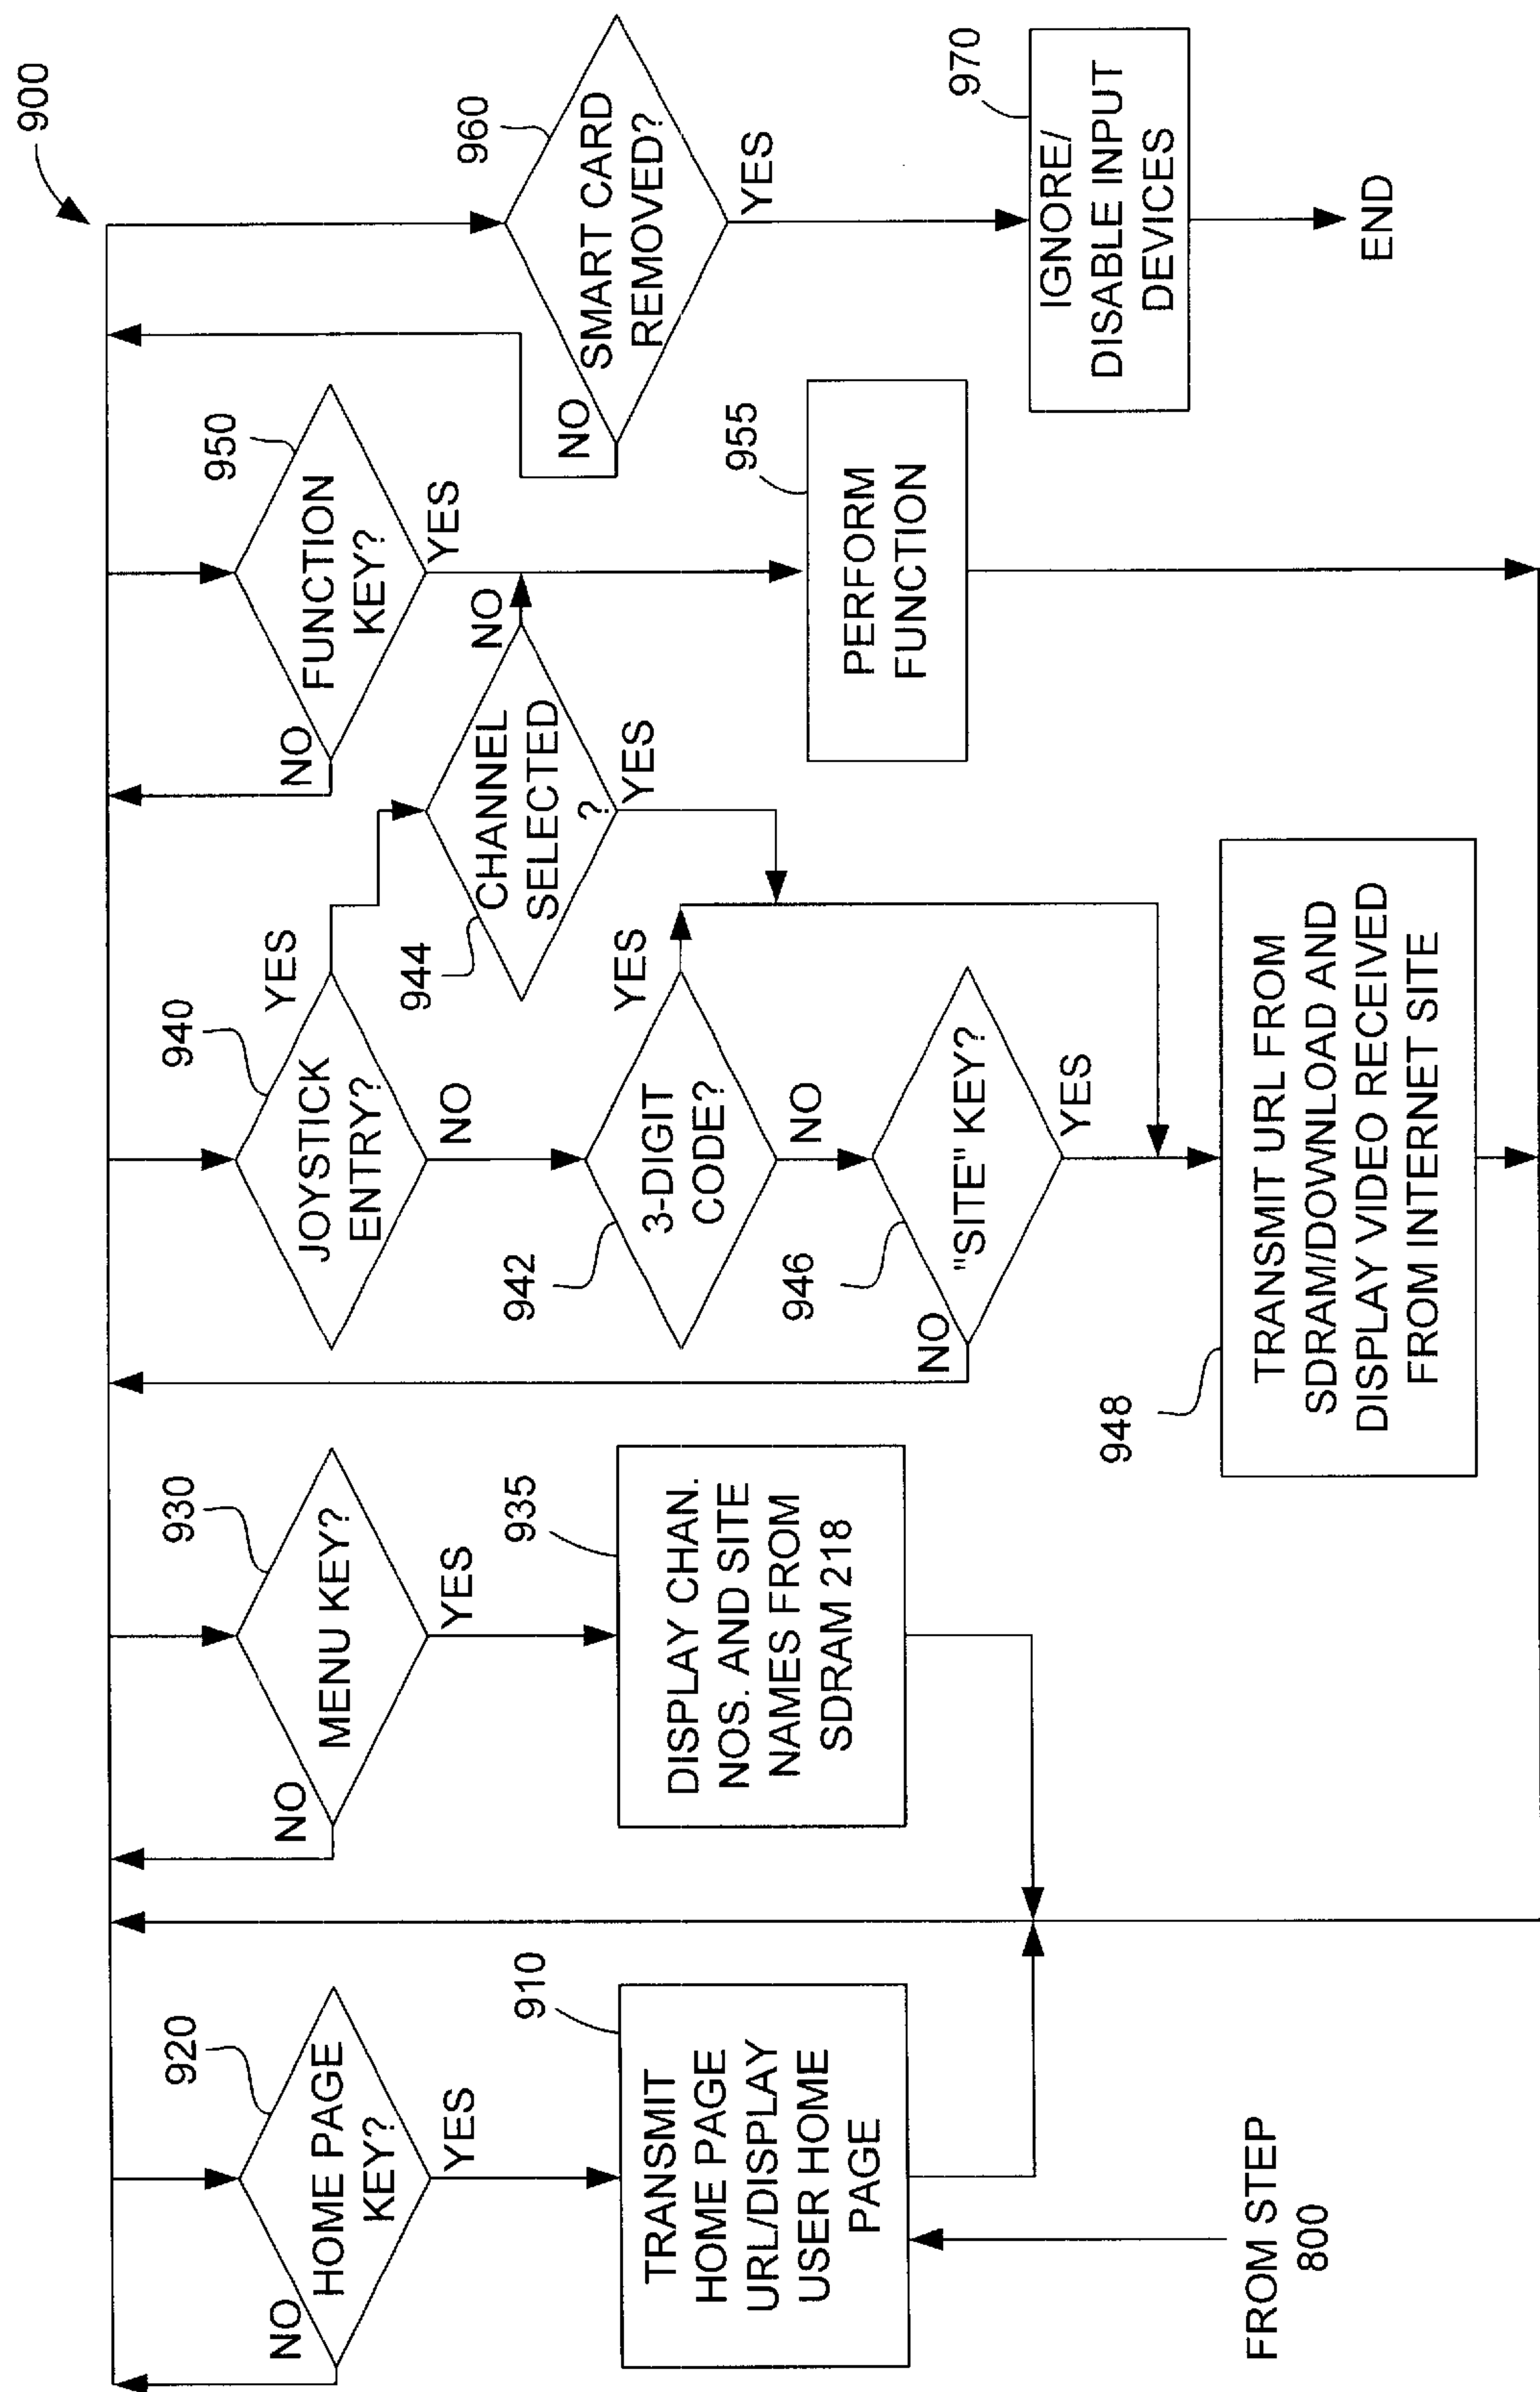 900
920
HOME PAGE
KEY?
NO
YES
910
TRANSMIT
HOME PAGE
URL/DISPLAY
USER HOME
PAGE
FROM STEP
800
930
MENU KEY?
NO
YES
935
DISPLAY CHAN.
NOS. AND SITE
NAMES FROM
SDRAM 218
940
JOYSTICK
ENTRY?
YES
NO
942
3-DIGIT
CODE?
YES
NO
944
CHANNEL
SELECTED
?
NO
YES
946
"SITE" KEY?
NO
YES
948
TRANSMIT URL FROM
SDRAM/DOWNLOAD AND
DISPLAY VIDEO RECEIVED
FROM INTERNET SITE
950
FUNCTION
KEY?
NO
YES
955
PERFORM
FUNCTION
960
SMART CARD
REMOVED?
NO
YES
970
IGNORE/
DISABLE INPUT
DEVICES
END